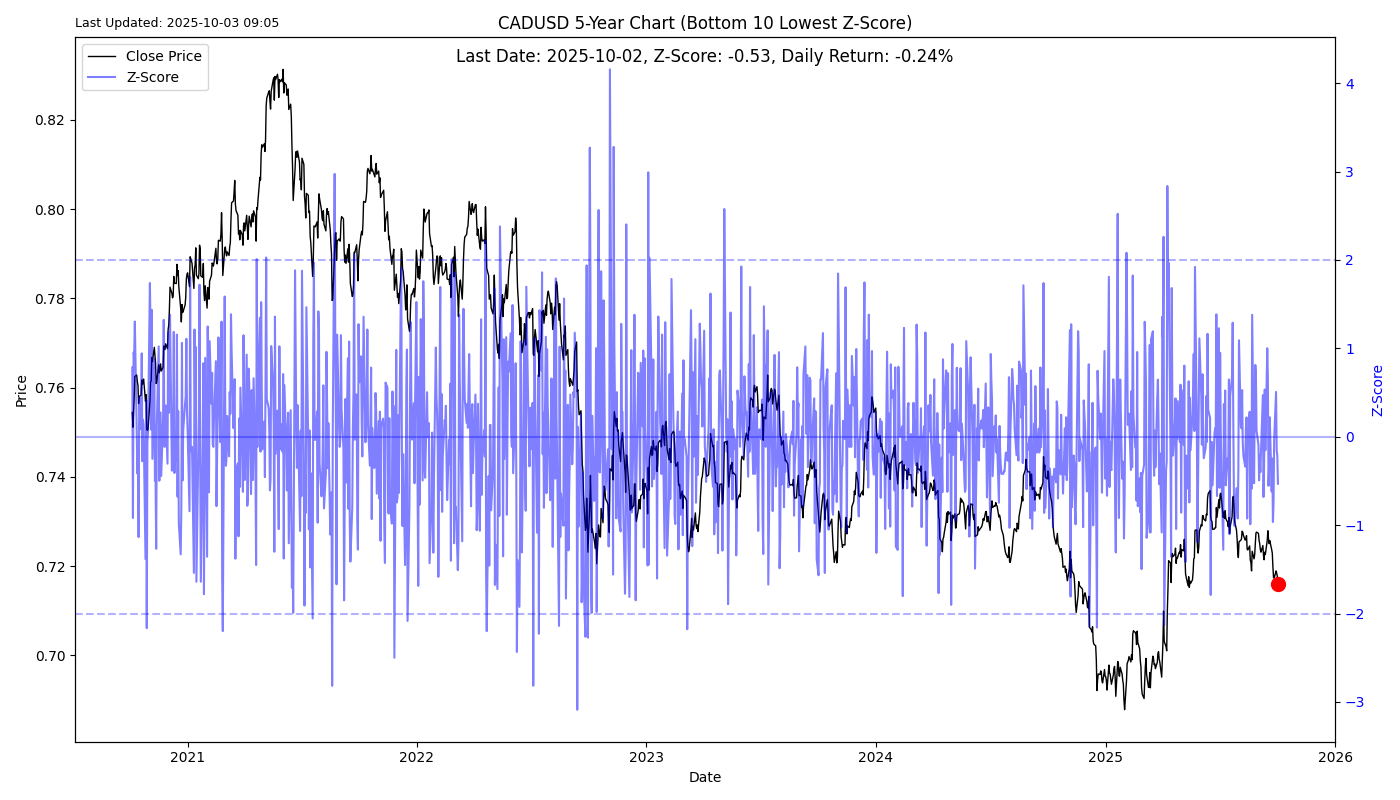 Last Updated: 2025-10-03 09:05
CADUSD 5-Year Chart (Bottom 10 Lowest Z-Score)
Last Date: 2025-10-02, Z-Score: -0.53, Daily Return: -0.24%
Close Price
Z-Score
0.82
0.80
0.78
0.76
0.74
0.72
0.70
Price
4
3
2
1
0
−1
−2
−3
Z-Score
2021
2022
2023
2024
2025
2026
Date